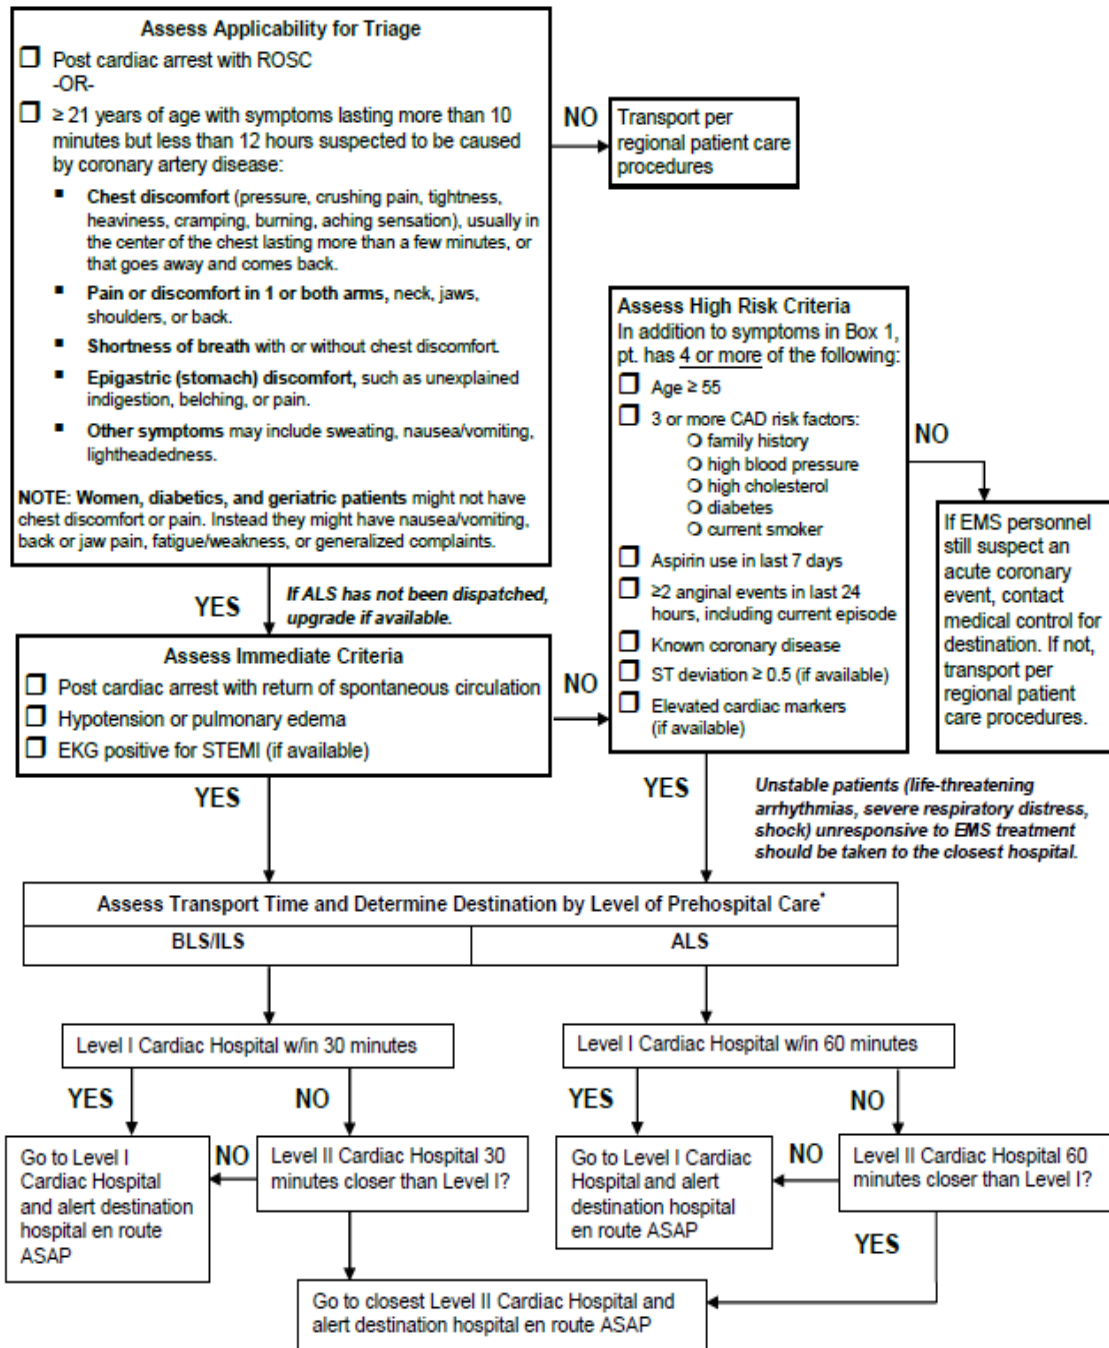 Assess Applicability for Triage
Post cardiac arrest with ROSC
-OR-
≥ 21 years of age with symptoms lasting more than 10
minutes but less than 12 hours suspected to be caused
by coronary artery disease:
Chest discomfort (pressure, crushing pain, tightness,
heaviness, cramping, burning, aching sensation), usually in
the center of the chest lasting more than a few minutes, or
that goes away and comes back.
Pain or discomfort in 1 or both arms, neck, jaws,
shoulders, or back.
Shortness of breath with or without chest discomfort.
Epigastric (stomach) discomfort, such as unexplained
indigestion, belching, or pain.
Other symptoms may include sweating, nausea/vomiting,
lightheadedness.
NOTE: Women, diabetics, and geriatric patients might not have
chest discomfort or pain. Instead they might have nausea/vomiting,
back or jaw pain, fatigue/weakness, or generalized complaints.
NO
Transport per
regional patient care
procedures
YES
If ALS has not been dispatched,
upgrade if available.
Assess Immediate Criteria
Post cardiac arrest with return of spontaneous circulation
Hypotension or pulmonary edema
EKG positive for STEMI (if available)
NO
Assess High Risk Criteria
In addition to symptoms in Box 1,
pt. has 4 or more of the following:
Age ≥ 55
3 or more CAD risk factors:
family history
high blood pressure
high cholesterol
diabetes
current smoker
Aspirin use in last 7 days
≥2 anginal events in last 24
hours, including current episode
Known coronary disease
ST deviation ≥ 0.5 (if available)
Elevated cardiac markers
(if available)
NO
If EMS personnel
still suspect an
acute coronary
event, contact
medical control for
destination. If not,
transport per
regional patient
care procedures.
YES
YES
Unstable patients (life-threatening
arrhythmias, severe respiratory distress,
shock) unresponsive to EMS treatment
should be taken to the closest hospital.
Assess Transport Time and Determine Destination by Level of Prehospital Care*
BLS/ILS
ALS
Level I Cardiac Hospital w/in 30 minutes
Level I Cardiac Hospital w/in 60 minutes
YES
NO
YES
NO
Go to Level I
Cardiac Hospital
and alert destination
hospital en route
ASAP
NO
Level II Cardiac Hospital 30
minutes closer than Level I?
Go to Level I Cardiac
Hospital and alert
destination hospital
en route ASAP
NO
Level II Cardiac Hospital 60
minutes closer than Level I?
YES
Go to closest Level II Cardiac Hospital and
alert destination hospital en route ASAP